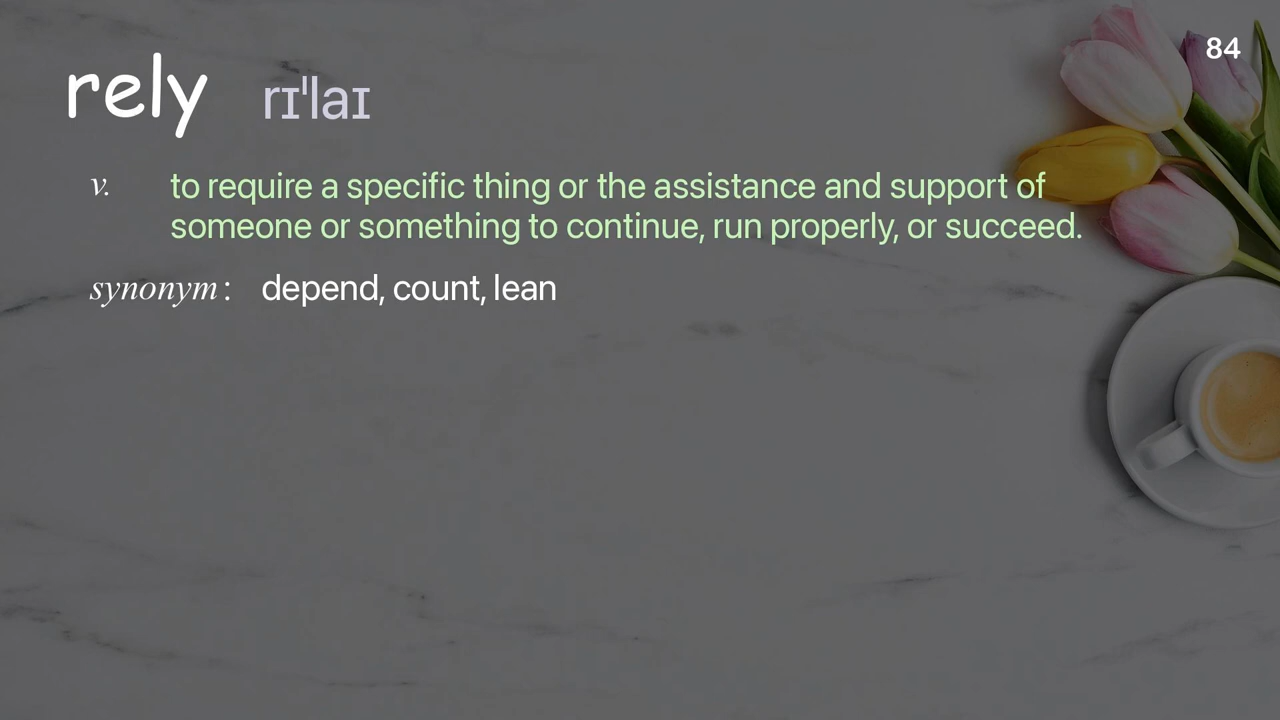 84
rely rɪˈlaɪ
v. to require a specific thing or the assistance and support of
someone or something to continue, run properly, or succeed.
synonym : depend, count, lean